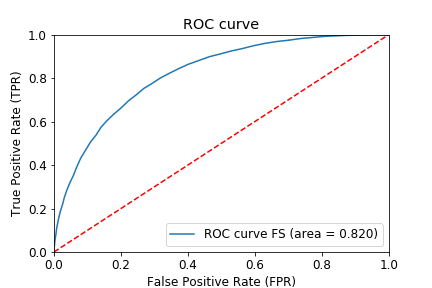 ROC curve
True Positive Rate (TPR)
1.0
0.8
0.6
0.4
0.2
0.0
ROC curve FS (area = 0.820)
0.0 0.2 0.4 0.6 0.8 1.0
False Positive Rate (FPR)